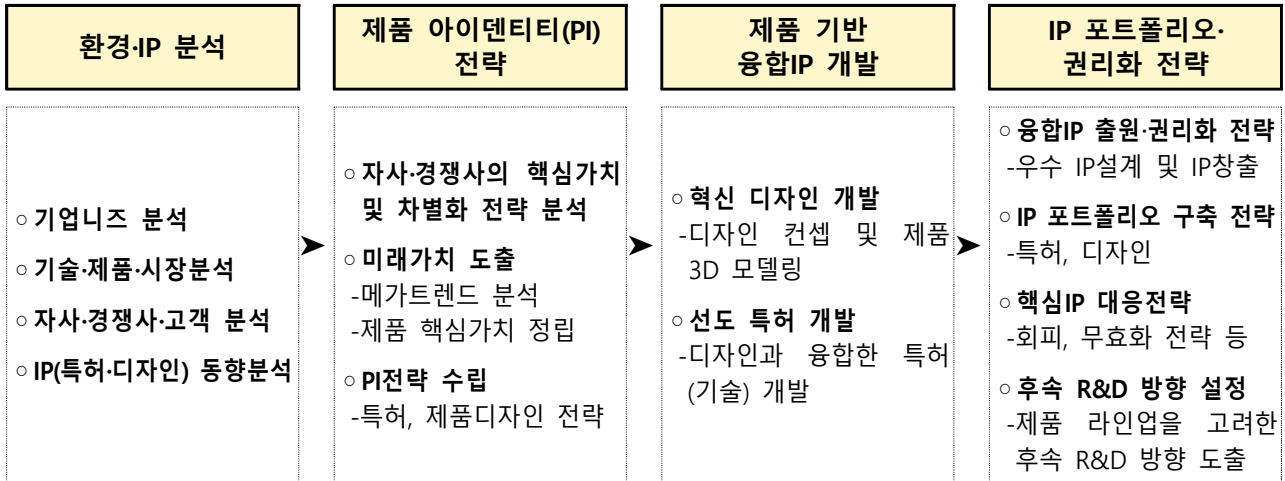 환경·IP 분석
제품 아이덴티티(PI)
전략
제품 기반
융합IP 개발
IP 포트폴리오·
권리화 전략
○ 기업니즈 분석
○ 기술·제품·시장분석
○ 자사·경쟁사·고객 분석
○ IP(특허·디자인) 동향분석
➤
○ 자사·경쟁사의 핵심가치
및 차별화 전략 분석
○ 미래가치 도출
-메가트렌드 분석
-제품 핵심가치 정립
○ PI전략 수립
-특허, 제품디자인 전략
➤
○ 혁신 디자인 개발
-디자인 컨셉 및 제품
3D 모델링
○ 선도 특허 개발
-디자인과 융합한 특허
(기술) 개발
➤
○ 융합IP 출원·권리화 전략
-우수 IP설계 및 IP창출
○ IP 포트폴리오 구축 전략
-특허, 디자인
○ 핵심IP 대응전략
-회피, 무효화 전략 등
○ 후속 R&D 방향 설정
-제품 라인업을 고려한
후속 R&D 방향 도출